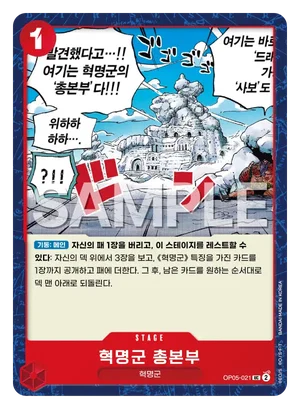 1
발견했다고…!!
여기는 혁명군의
'총본부'다!!!
여기는 바로
'드래
'사보'도
위하하
하하…
?!!
SAMPLE
기동: 메인 자신의 패 1장을 버리고, 이 스테이지를 레스트할 수
있다: 자신의 덱 위에서 3장을 보고, 《혁명군》 특징을 가진 카드를
1장까지 공개하고 패에 더한다. 그 후, 남은 카드를 원하는 순서대로
덱 맨 아래로 되돌린다.
STAGE
혁명군 총본부
혁명군
OP05-021 UC 2